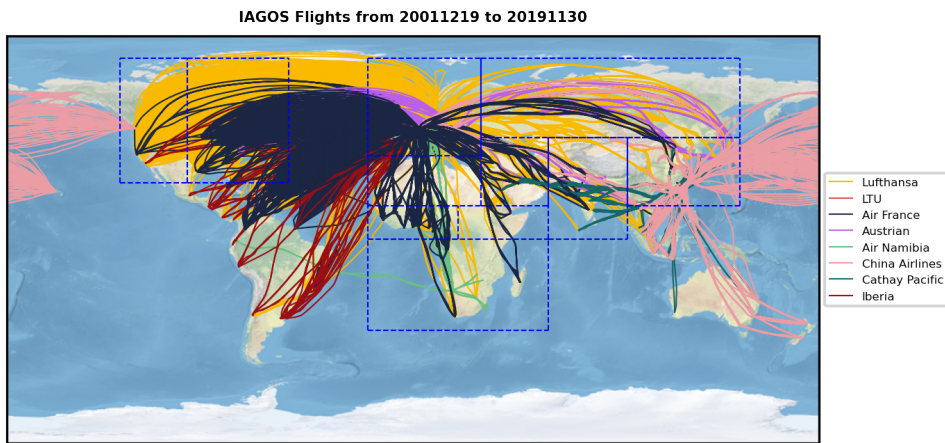 IAGOS Flights from 20011219 to 20191130
Lufthansa
LTU
Air France
Austrian
Air Namibia
China Airlines
Cathay Pacific
Iberia